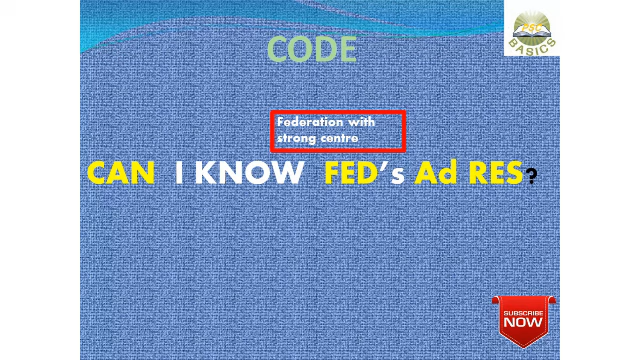 CODE
PSC
BASICS
Federation with
strong centre
CAN I KNOW FED's Ad RES?
SUBSCRIBE
NOW